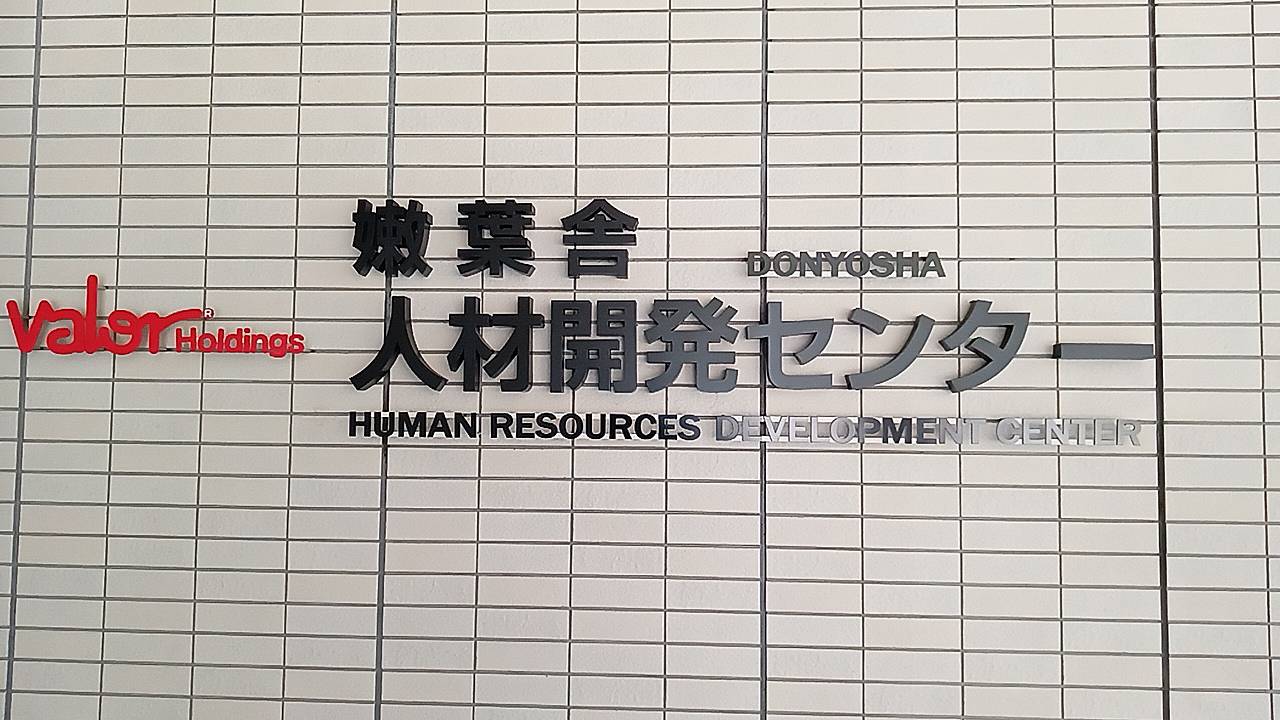 嫩葉舎 DONYOSHA
valor® Holdings
人材開発センター
HUMAN RESOURCES DEVELOPMENT CENTER